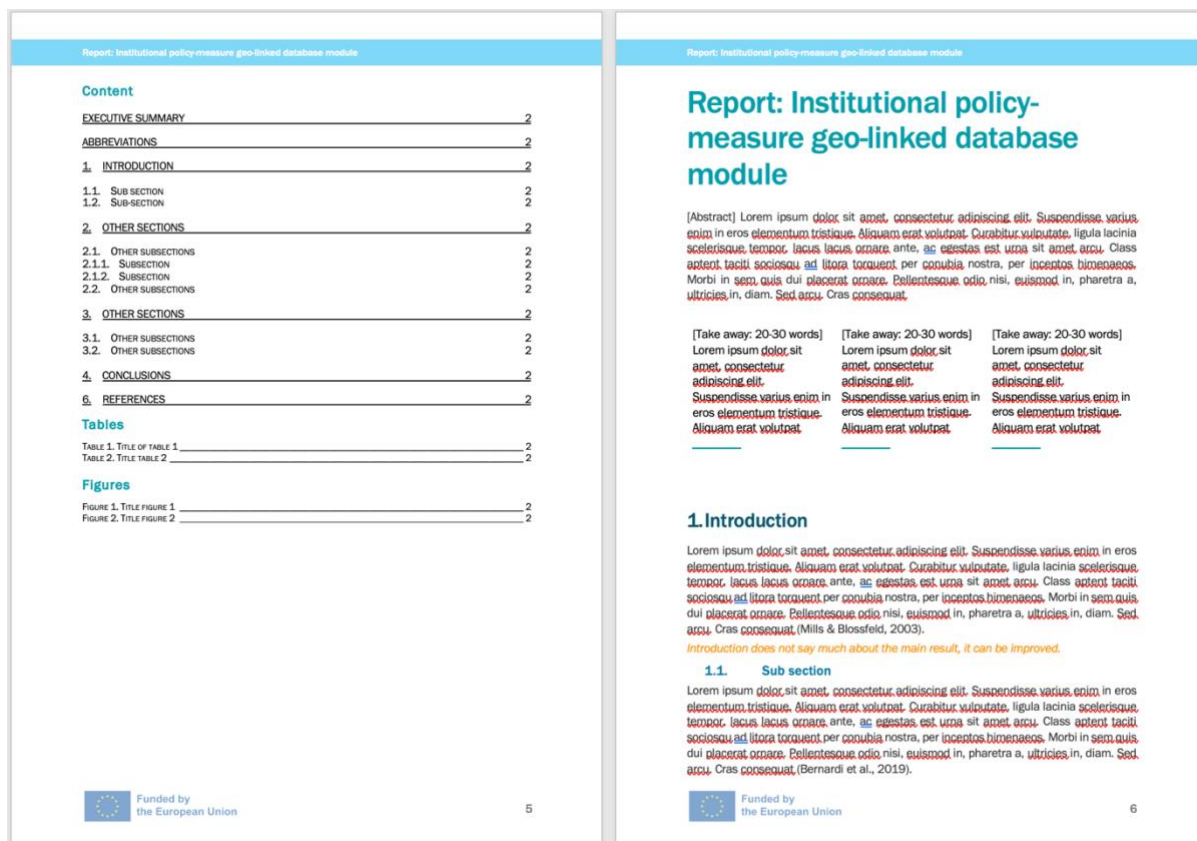 Report: Institutional policy-measure geo-linked database module
Content
EXECUTIVE SUMMARY 2
ABBREVIATIONS 2
1. INTRODUCTION 2
1.1. SUB SECTION 2
1.2. SUB-SECTION 2
2. OTHER SECTIONS 2
2.1. OTHER SUBSECTIONS 2
2.1.1. SUBSECTION 2
2.1.2. SUBSECTION 2
2.2. OTHER SUBSECTIONS 2
3. OTHER SECTIONS 2
3.1. OTHER SUBSECTIONS 2
3.2. OTHER SUBSECTIONS 2
4. CONCLUSIONS 2
6. REFERENCES 2
Tables
TABLE 1. TITLE OF TABLE 1 2
TABLE 2. TITLE TABLE 2 2
Figures
FIGURE 1. TITLE FIGURE 1 2
FIGURE 2. TITLE FIGURE 2 2
Funded by
the European Union
5
Report: Institutional policy-measure geo-linked database module
Report: Institutional policy-
measure geo-linked database
module
[Abstract] Lorem ipsum dolor sit amet, consectetur adipiscing elit. Suspendisse varius
enim in eros elementum tristique. Aliquam erat volutpat. Curabitur vulputate, ligula lacinia
scelerisque tempor, lacus lacus ornare ante, ac egestas est urna sit amet arcu. Class
aptent taciti sociosqu ad litora torquent per conubia nostra, per inceptos himenaeos.
Morbi in sem quis dui placerat ornare. Pellentesque odio nisi, euismod in, pharetra a,
ultricies in, diam. Sed arcu. Cras consequat.
[Take away: 20-30 words]
Lorem ipsum dolor sit
amet, consectetur
adipiscing elit.
Suspendisse varius enim in
eros elementum tristique.
Aliquam erat volutpat
[Take away: 20-30 words]
Lorem ipsum dolor sit
amet, consectetur
adipiscing elit.
Suspendisse varius enim in
eros elementum tristique.
Aliquam erat volutpat
[Take away: 20-30 words]
Lorem ipsum dolor sit
amet, consectetur
adipiscing elit.
Suspendisse varius enim in
eros elementum tristique.
Aliquam erat volutpat
1. Introduction
Lorem ipsum dolor sit amet, consectetur adipiscing elit. Suspendisse varius enim in eros
elementum tristique. Aliquam erat volutpat. Curabitur vulputate, ligula lacinia scelerisque
tempor, lacus lacus ornare ante, ac egestas est urna sit amet arcu. Class aptent taciti
sociosqu ad litora torquent per conubia nostra, per inceptos himenaeos. Morbi in sem quis
dui placerat ornare. Pellentesque odio nisi, euismod in, pharetra a, ultricies in, diam. Sed
arcu. Cras consequat (Mills & Blossfeld, 2003).
Introduction does not say much about the main result, it can be improved.
1.1. Sub section
Lorem ipsum dolor sit amet, consectetur adipiscing elit. Suspendisse varius enim in eros
elementum tristique. Aliquam erat volutpat. Curabitur vulputate, ligula lacinia scelerisque
tempor, lacus lacus ornare ante, ac egestas est urna sit amet arcu. Class aptent taciti
sociosqu ad litora torquent per conubia nostra, per inceptos himenaeos. Morbi in sem quis
dui placerat ornare. Pellentesque odio nisi, euismod in, pharetra a, ultricies in, diam. Sed
arcu. Cras consequat (Bernardi et al., 2019).
Funded by
the European Union
6